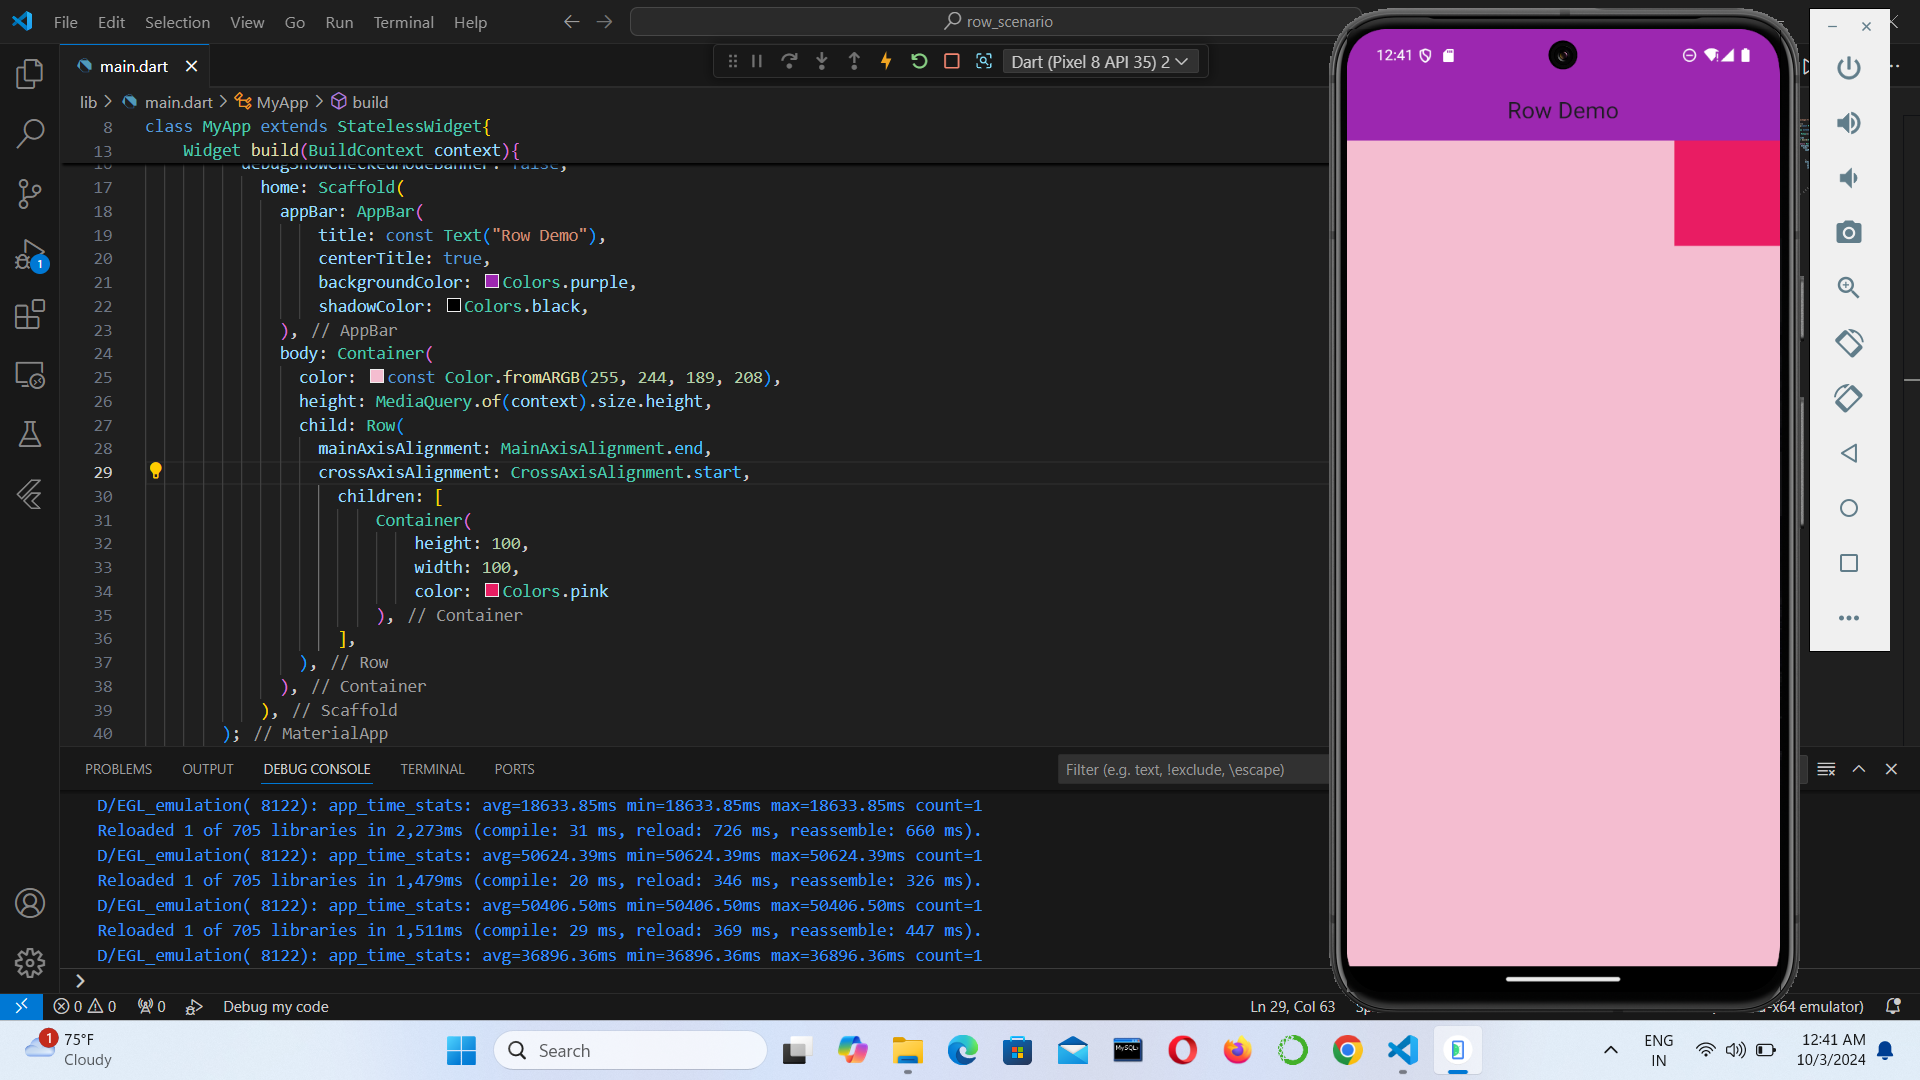 File Edit Selection View Go Run Terminal Help
row_scenario
main.dart
Dart (Pixel 8 API 35) 2
lib main.dart MyApp build
8 class MyApp extends StatelessWidget{
13 Widget build(BuildContext context){
debugShowCheckedModeBanner: false,
17 home: Scaffold(
18 appBar: AppBar(
19 title: const Text("Row Demo"),
20 centerTitle: true,
21 backgroundColor: Colors.purple,
22 shadowColor: Colors.black,
23 ), // AppBar
24 body: Container(
25 color: const Color.fromARGB(255, 244, 189, 208),
26 height: MediaQuery.of(context).size.height,
27 child: Row(
28 mainAxisAlignment: MainAxisAlignment.end,
29 crossAxisAlignment: CrossAxisAlignment.start,
30 children: [
31 Container(
32 height: 100,
33 width: 100,
34 color: Colors.pink
35 ), // Container
36 ],
37 ), // Row
38 ), // Container
39 ), // Scaffold
40 ); // MaterialApp
PROBLEMS OUTPUT DEBUG CONSOLE TERMINAL PORTS
Filter (e.g. text, !exclude, \escape)
D/EGL_emulation( 8122): app_time_stats: avg=18633.85ms min=18633.85ms max=18633.85ms count=1
Reloaded 1 of 705 libraries in 2,273ms (compile: 31 ms, reload: 726 ms, reassemble: 660 ms).
D/EGL_emulation( 8122): app_time_stats: avg=50624.39ms min=50624.39ms max=50624.39ms count=1
Reloaded 1 of 705 libraries in 1,479ms (compile: 20 ms, reload: 346 ms, reassemble: 326 ms).
D/EGL_emulation( 8122): app_time_stats: avg=50406.50ms min=50406.50ms max=50406.50ms count=1
Reloaded 1 of 705 libraries in 1,511ms (compile: 29 ms, reload: 369 ms, reassemble: 447 ms).
D/EGL_emulation( 8122): app_time_stats: avg=36896.36ms min=36896.36ms max=36896.36ms count=1
1
0 0 0 Debug my code
Ln 29, Col 63
-x64 emulator)
12:41
Row Demo
1
75°F
Cloudy
Search
MySQL
ENG
IN
12:41 AM
10/3/2024